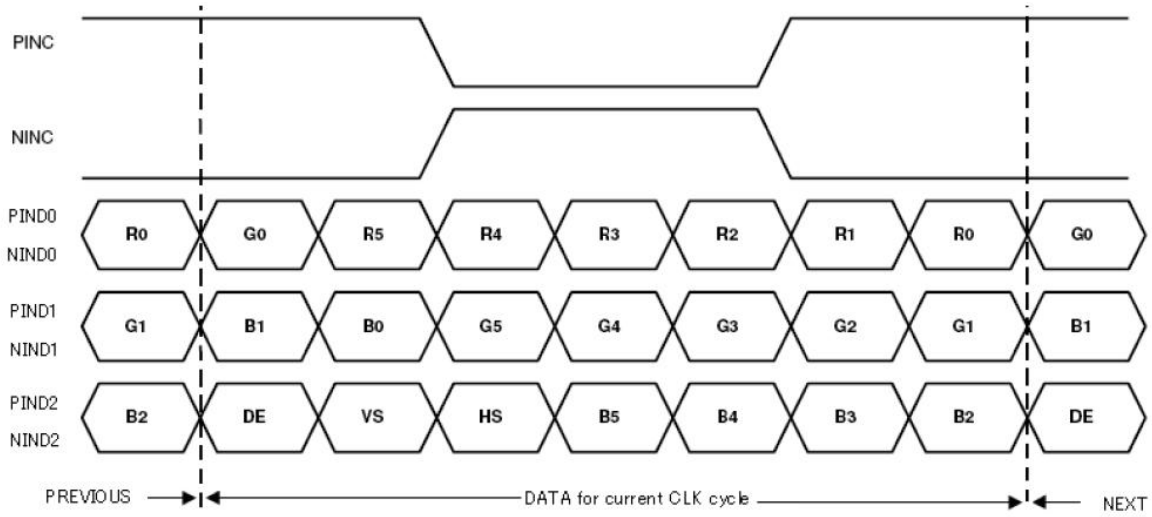 PINC
NINC
PIND0
NIND0
R0 G0 R5 R4 R3 R2 R1 R0 G0
PIND1
NIND1
G1 B1 B0 G5 G4 G3 G2 G1 B1
PIND2
NIND2
B2 DE VS HS B5 B4 B3 B2 DE
PREVIOUS DATA for current CLK cycle NEXT